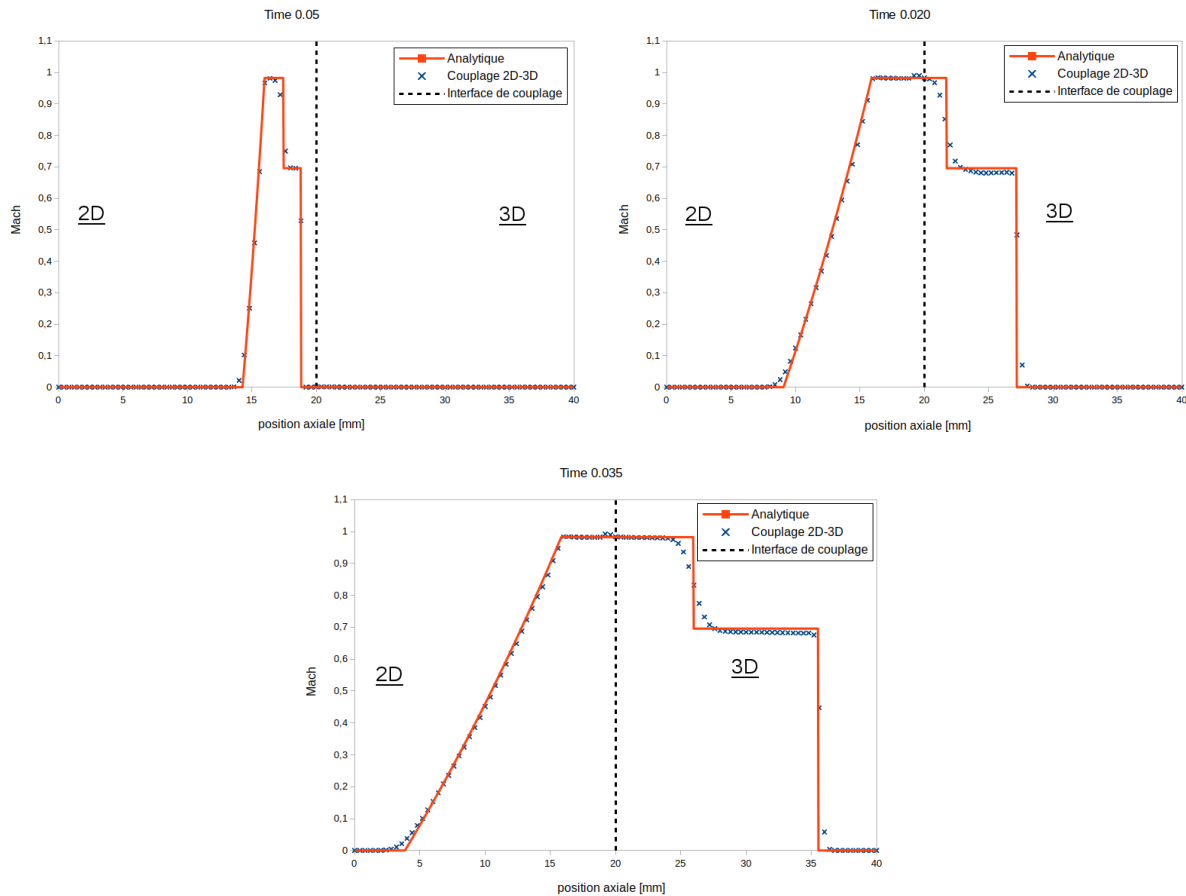 Time 0.05
1,1
1
0,9
0,8
0,7
0,6
0,5
0,4
0,3
0,2
0,1
0
Mach
Analytique
Couplage 2D-3D
Interface de couplage
2D
3D
0 5 10 15 20 25 30 35 40
position axiale [mm]
Time 0.020
1,1
1
0,9
0,8
0,7
0,6
0,5
0,4
0,3
0,2
0,1
0
Mach
Analytique
Couplage 2D-3D
Interface de couplage
2D
3D
0 5 10 15 20 25 30 35 40
position axiale [mm]
Time 0.035
1,1
1
0,9
0,8
0,7
0,6
0,5
0,4
0,3
0,2
0,1
0
Mach
Analytique
Couplage 2D-3D
Interface de couplage
2D
3D
0 5 10 15 20 25 30 35 40
position axiale [mm]